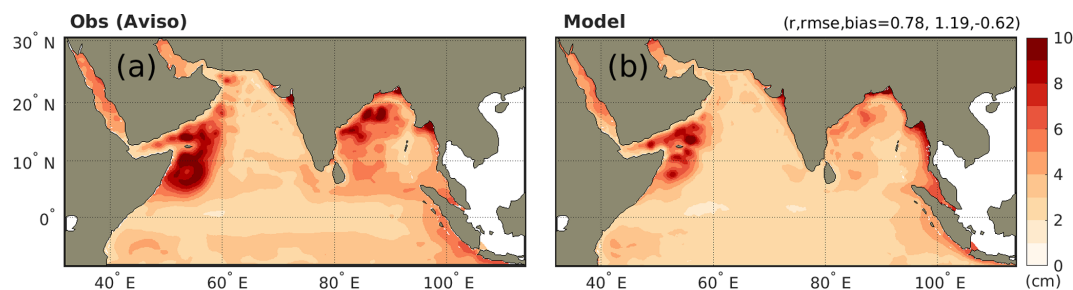 Obs (Aviso)
Model
(r,rmse,bias=0.78, 1.19,-0.62)
(a)
(b)
30° N
20° N
10° N
0°
40° E 60° E 80° E 100° E
40° E 60° E 80° E 100° E
10
8
6
4
2
0
(cm)